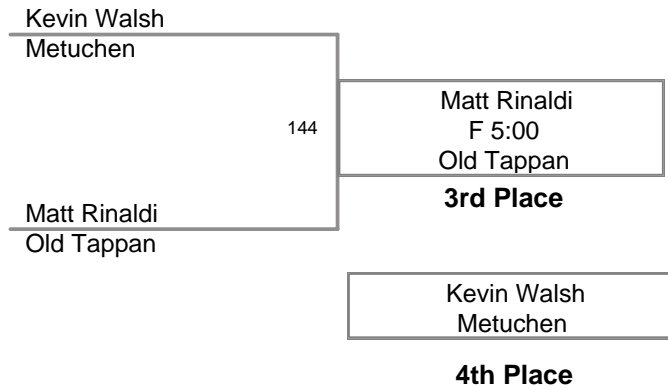 Kevin Walsh
Metuchen
144
Matt Rinaldi
F 5:00
Old Tappan
3rd Place
Matt Rinaldi
Old Tappan
Kevin Walsh
Metuchen
4th Place